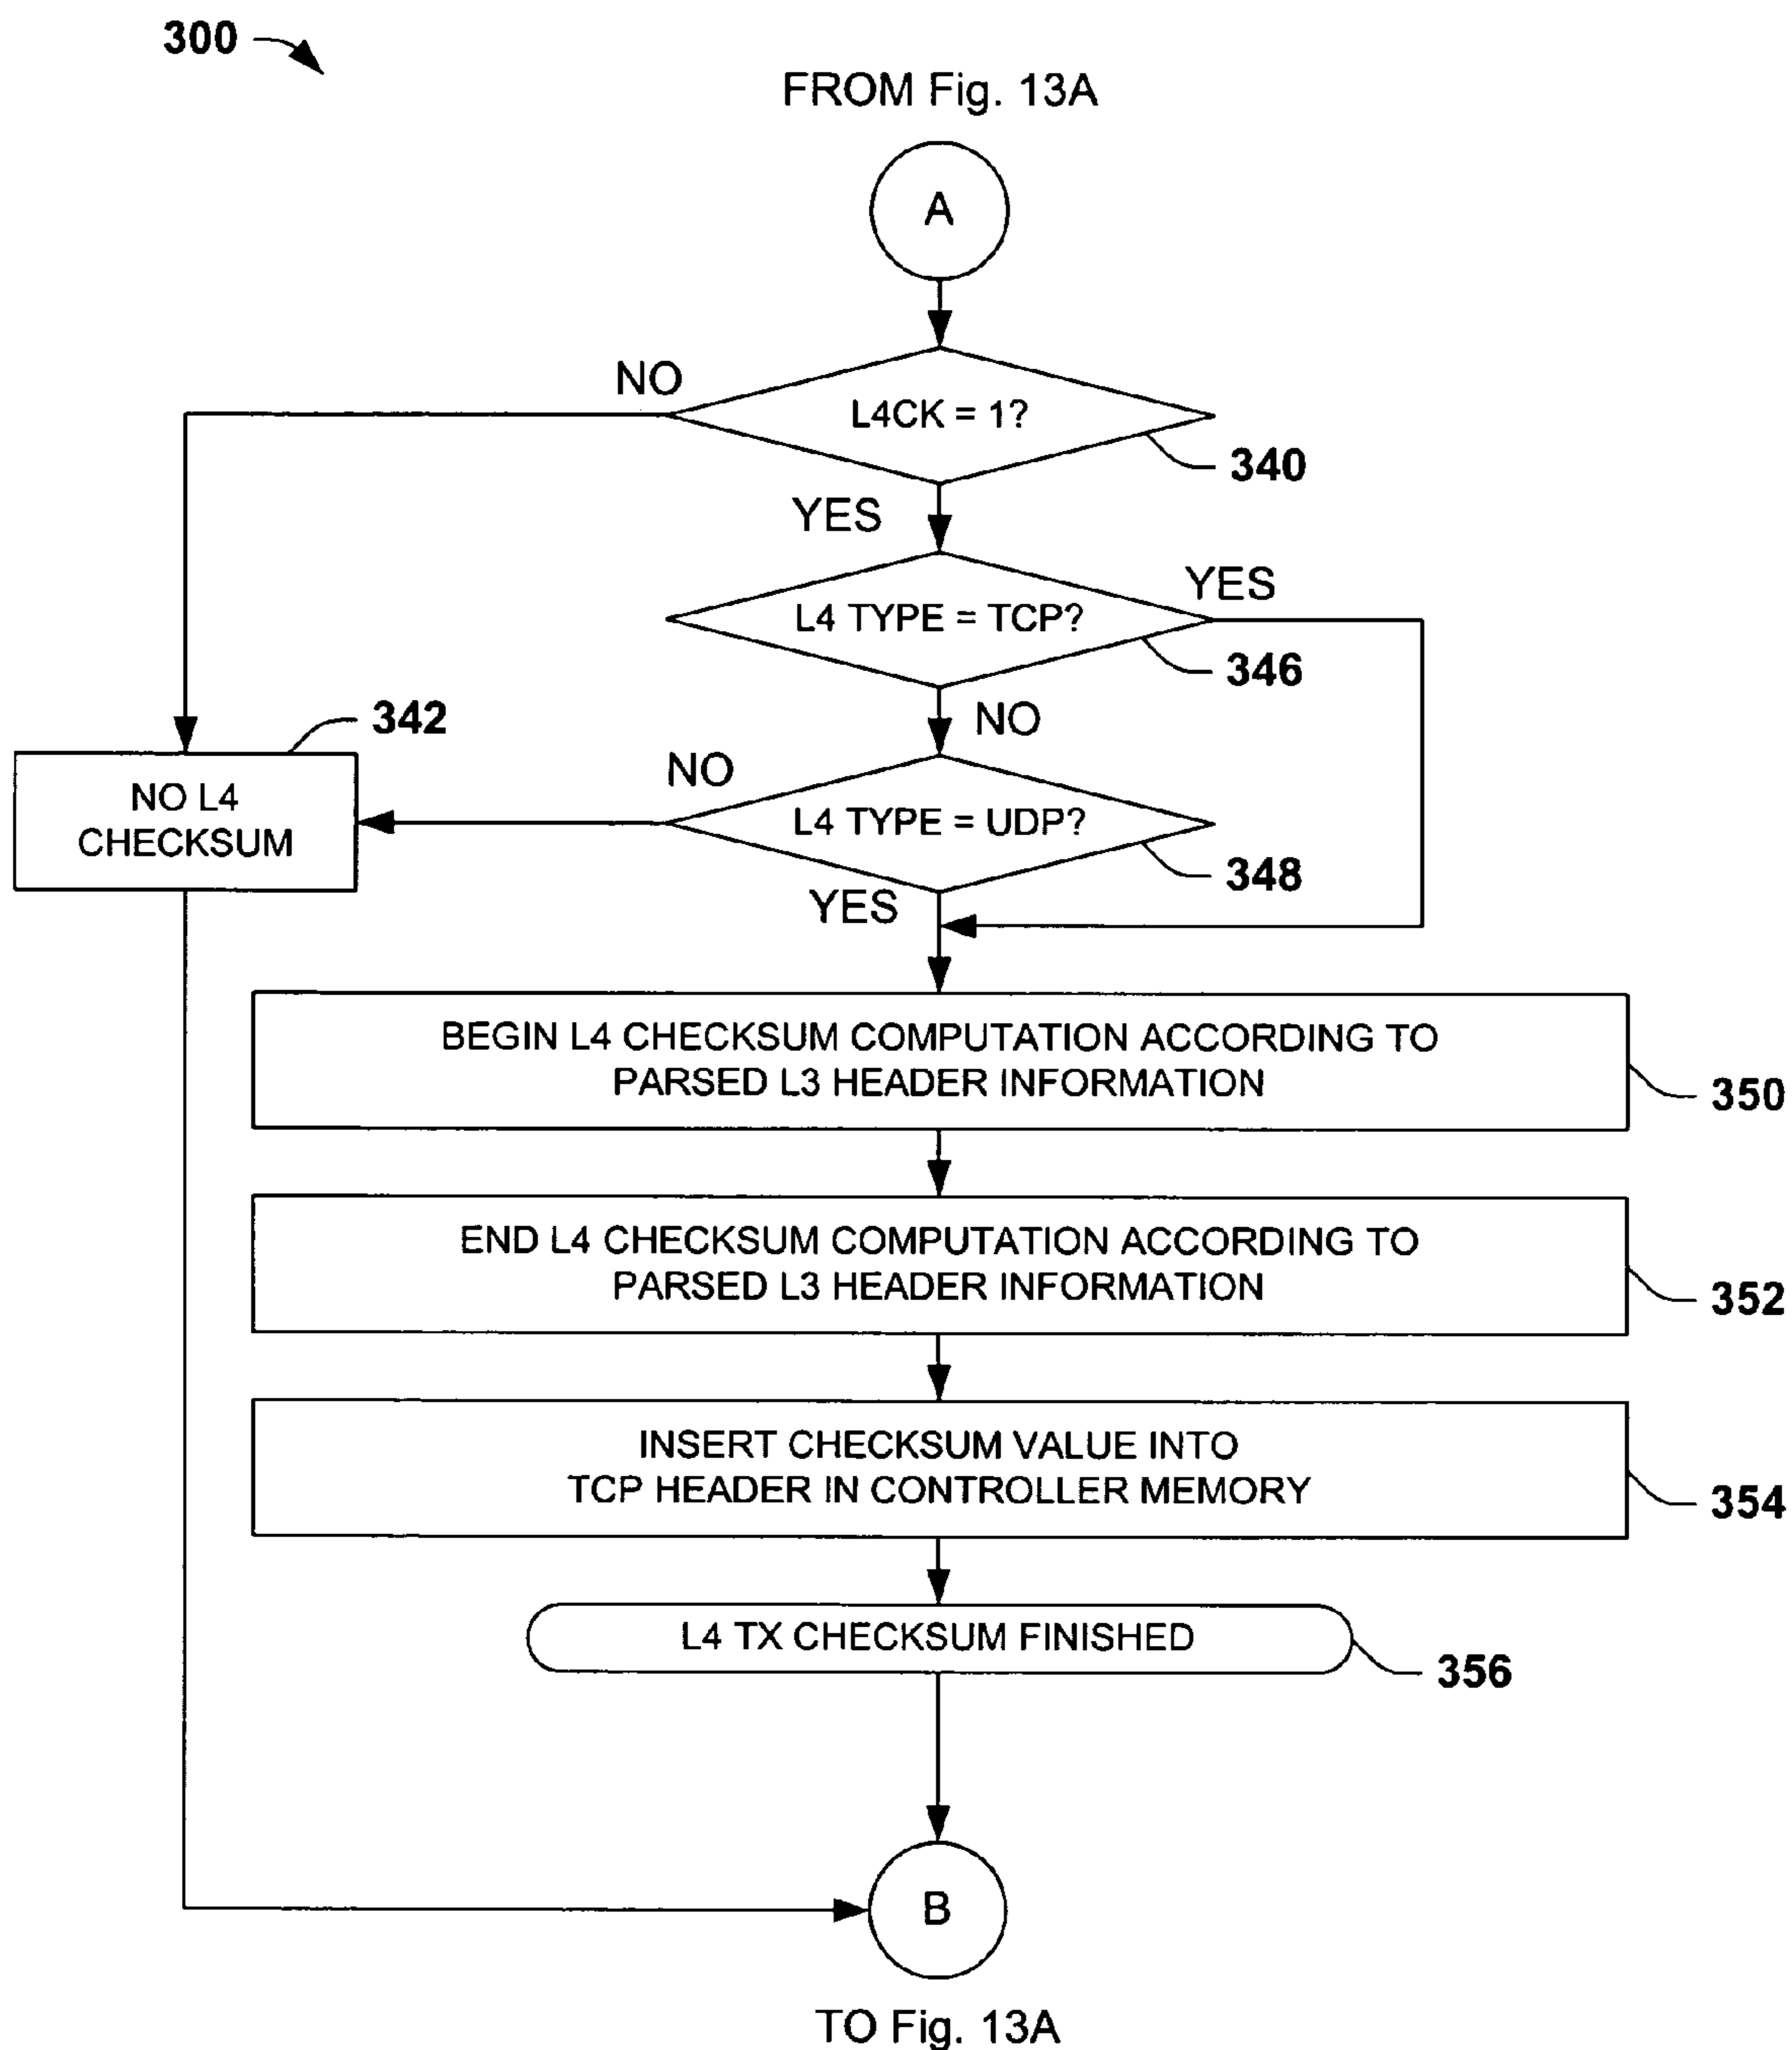 300
FROM Fig. 13A
A
NO
L4CK = 1?
340
YES
YES
L4 TYPE = TCP?
346
342
NO
NO
NO L4
CHECKSUM
L4 TYPE = UDP?
348
YES
BEGIN L4 CHECKSUM COMPUTATION ACCORDING TO
PARSED L3 HEADER INFORMATION
350
END L4 CHECKSUM COMPUTATION ACCORDING TO
PARSED L3 HEADER INFORMATION
352
INSERT CHECKSUM VALUE INTO
TCP HEADER IN CONTROLLER MEMORY
354
L4 TX CHECKSUM FINISHED
356
B
TO Fig. 13A